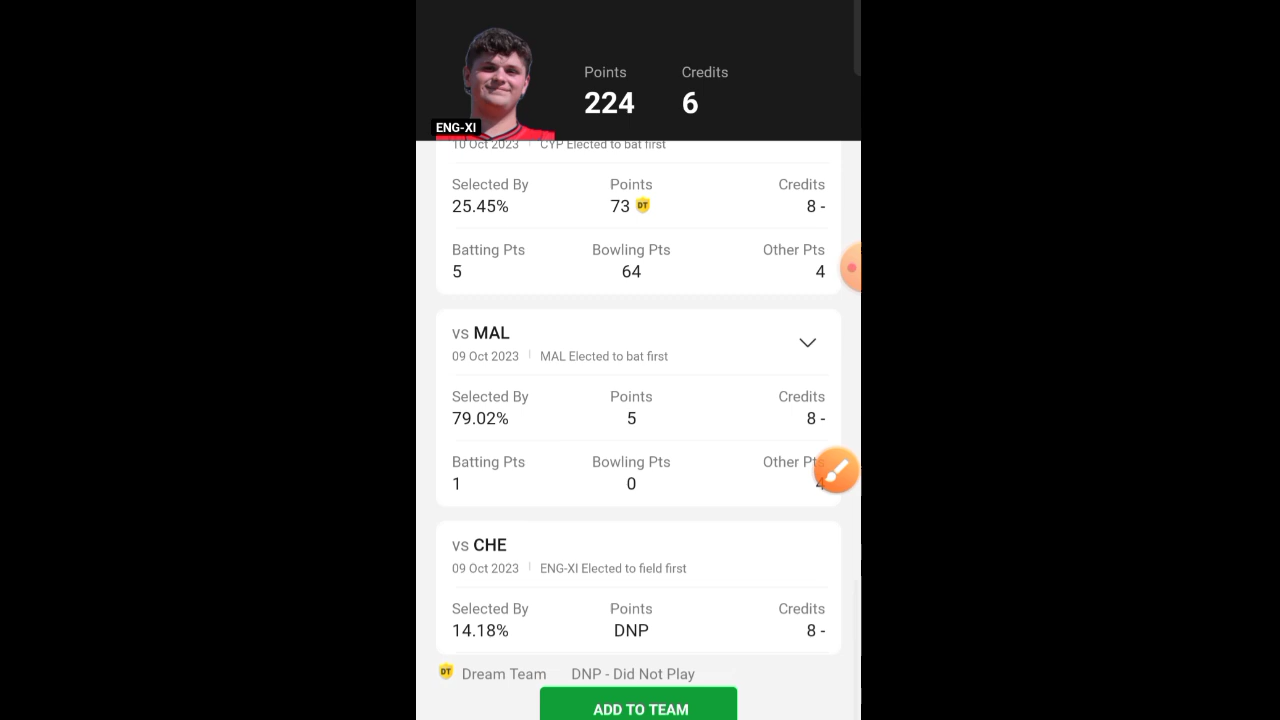 Points Credits
224 6
ENG-XI
10 Oct 2023 CYP Elected to bat first
Selected By Points Credits
25.45% 73 DT 8 -
Batting Pts Bowling Pts Other Pts
5 64 4
vs MAL
09 Oct 2023 MAL Elected to bat first
Selected By Points Credits
79.02% 5 8 -
Batting Pts Bowling Pts Other Pts
1 0 4
vs CHE
09 Oct 2023 ENG-XI Elected to field first
Selected By Points Credits
14.18% DNP 8 -
DT Dream Team DNP - Did Not Play
ADD TO TEAM